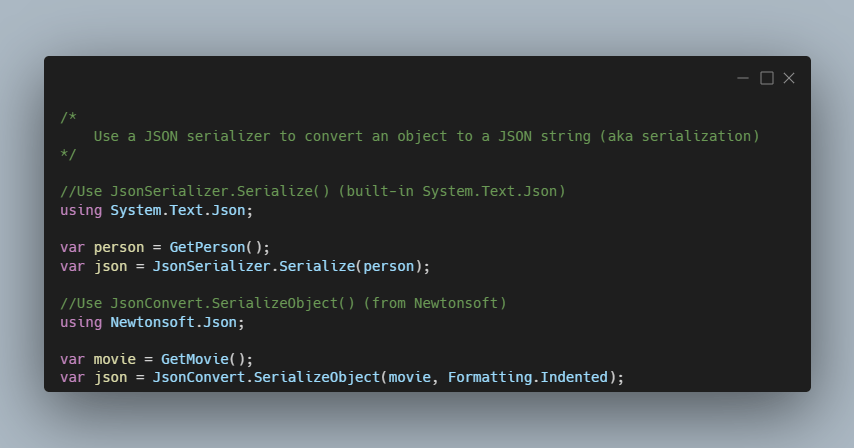 /*
    Use a JSON serializer to convert an object to a JSON string (aka serialization)
*/
//Use JsonSerializer.Serialize() (built-in System.Text.Json)
using System.Text.Json;
var person = GetPerson();
var json = JsonSerializer.Serialize(person);
//Use JsonConvert.SerializeObject() (from Newtonsoft)
using Newtonsoft.Json;
var movie = GetMovie();
var json = JsonConvert.SerializeObject(movie, Formatting.Indented);